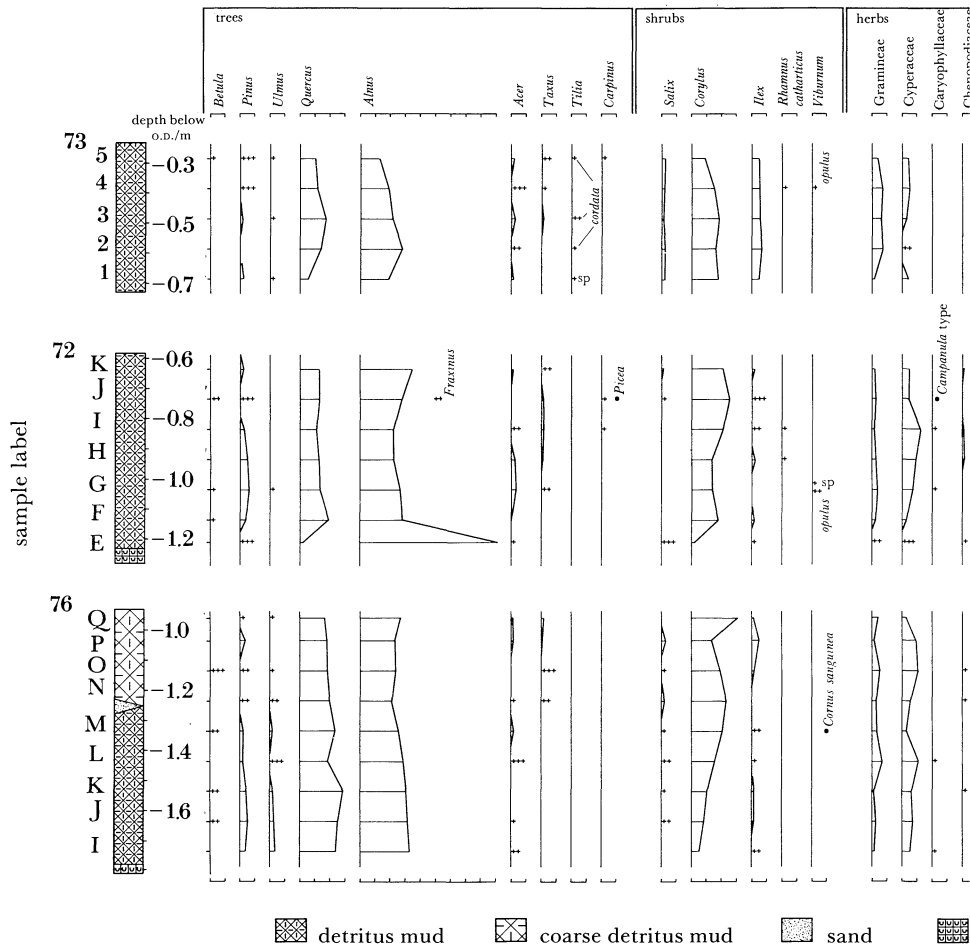 trees shrubs herbs
Betula Pinus Ulmus Quercus Alnus Acer Taxus Tilia Carpinus Salix Corylus Ilex Rhamnus catharticus Viburnum Gramineae Cyperaceae Caryophyllaceae Chenopodiaceae
depth below
O.D./m
sample label
73
5
−0.3
4
3
−0.5
2
1
−0.7
cordata
sp
opulus
72
K
−0.6
J
I
−0.8
H
G
−1.0
F
E
−1.2
Fraxinus
Picea
sp
opulus
Campanula type
76
Q
−1.0
P
O
N
−1.2
M
L
−1.4
K
J
−1.6
I
Cornus sanguinea
detritus mud coarse detritus mud sand